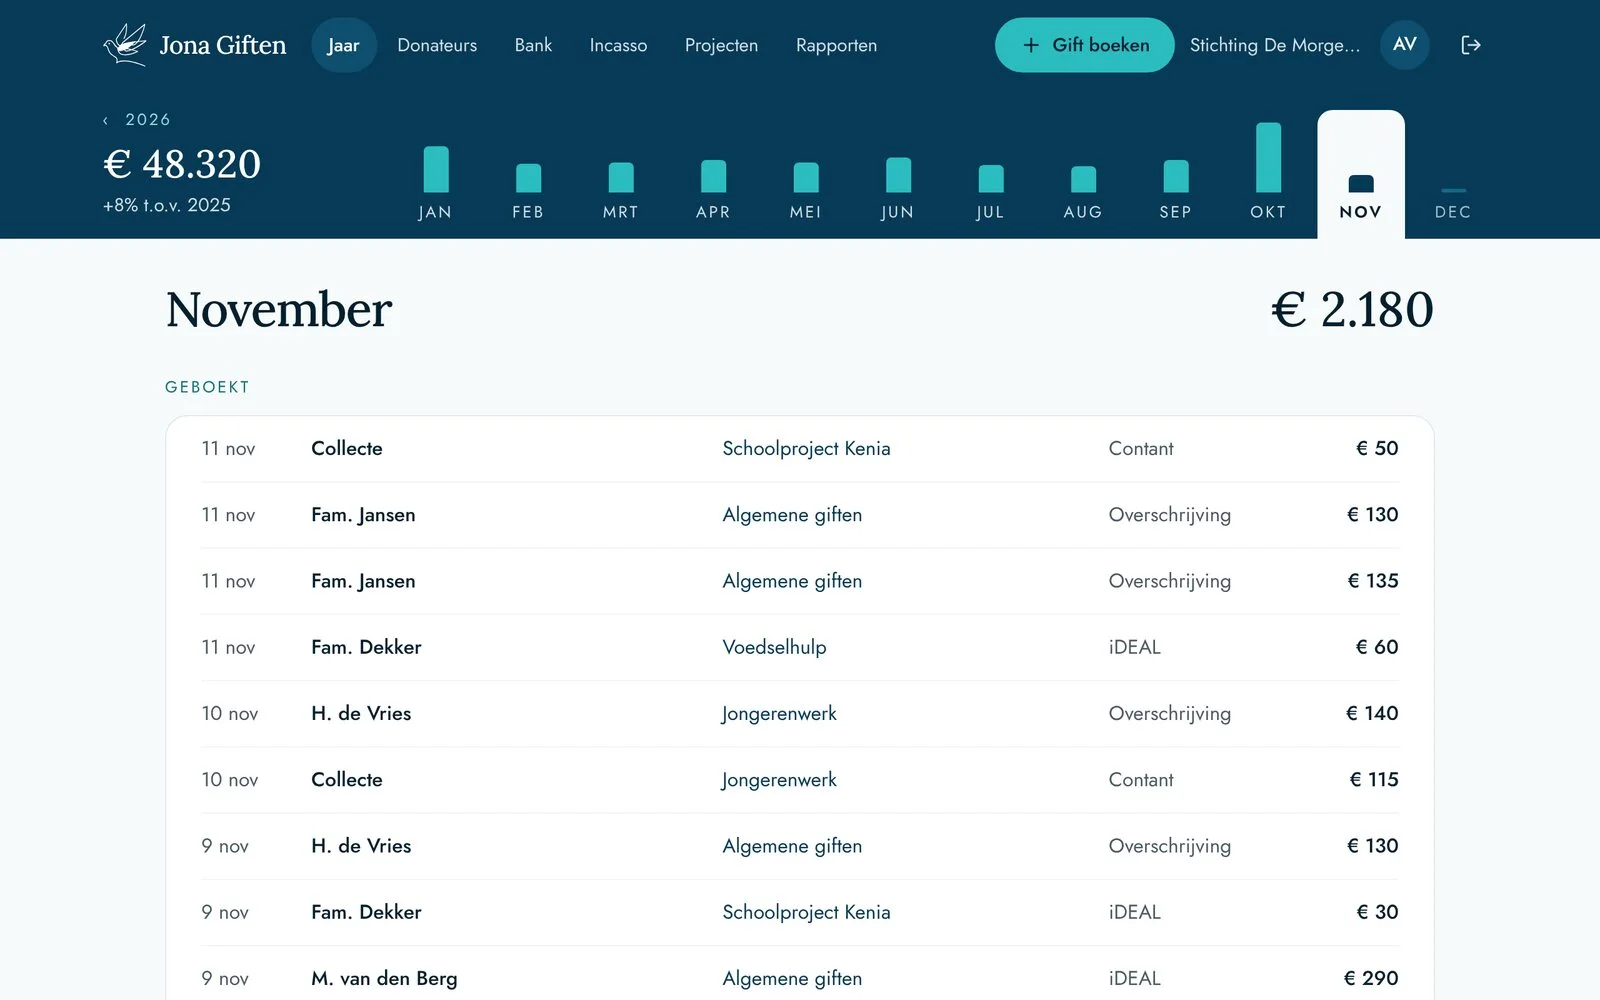 Jona Giften Jaar Donateurs Bank Incasso Projecten Rapporten + Gift boeken Stichting De Morge... AV
‹ 2026
€ 48.320
+8% t.o.v. 2025
JAN FEB MRT APR MEI JUN JUL AUG SEP OKT NOV DEC
November € 2.180
GEBOEKT
11 nov Collecte Schoolproject Kenia Contant € 50
11 nov Fam. Jansen Algemene giften Overschrijving € 130
11 nov Fam. Jansen Algemene giften Overschrijving € 135
11 nov Fam. Dekker Voedselhulp iDEAL € 60
10 nov H. de Vries Jongerenwerk Overschrijving € 140
10 nov Collecte Jongerenwerk Contant € 115
9 nov H. de Vries Algemene giften Overschrijving € 130
9 nov Fam. Dekker Schoolproject Kenia iDEAL € 30
9 nov M. van den Berg Algemene giften iDEAL € 290